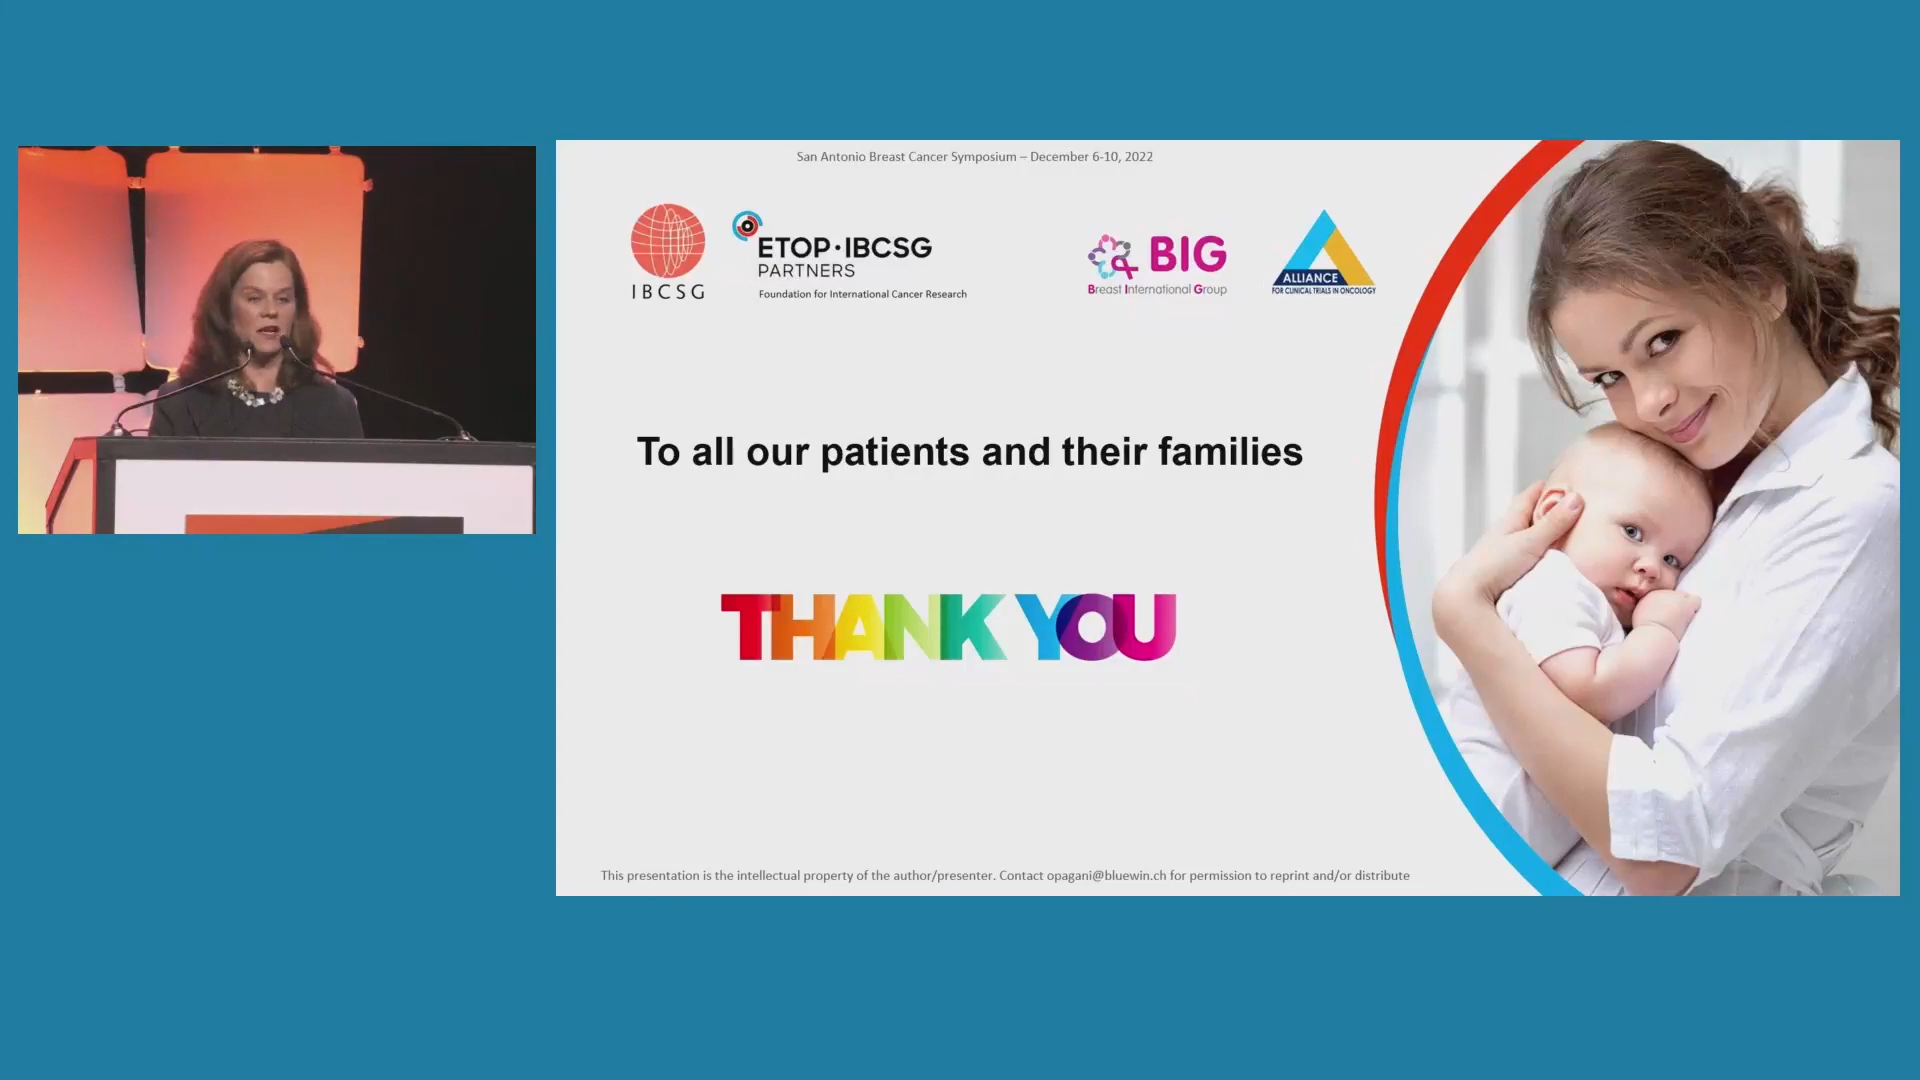 San Antonio Breast Cancer Symposium – December 6-10, 2022
IBCSG
ETOP·IBCSG
PARTNERS
Foundation for International Cancer Research
BIG
Breast International Group
ALLIANCE
FOR CLINICAL TRIALS IN ONCOLOGY
To all our patients and their families
THANK YOU
This presentation is the intellectual property of the author/presenter. Contact opagani@bluewin.ch for permission to reprint and/or distribute